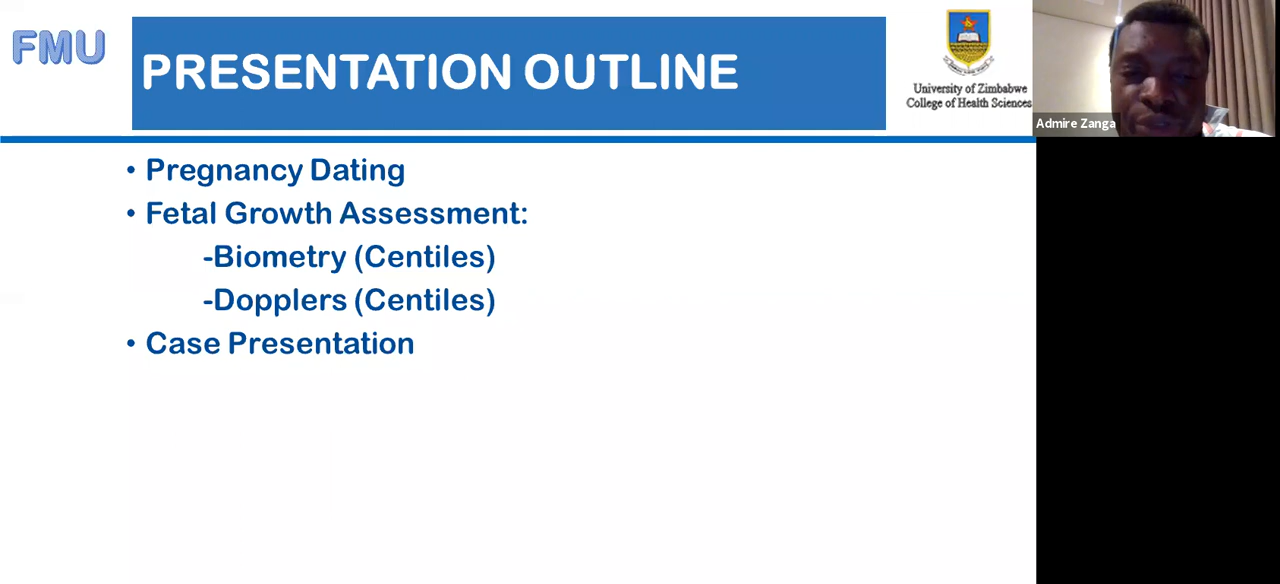 FMU
PRESENTATION OUTLINE
University of Zimbabwe
College of Health Sciences
Admire Zanga
• Pregnancy Dating
• Fetal Growth Assessment:
-Biometry (Centiles)
-Dopplers (Centiles)
• Case Presentation